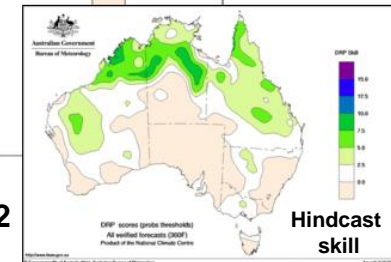 Australian Government
Bureau of Meteorology
DRP Skill
15.0
12.5
10.0
7.5
5.0
2.5
0.0
2
DRP scores (probs thresholds)
All verified forecasts (360F)
Product of the National Climate Centre
Hindcast
skill